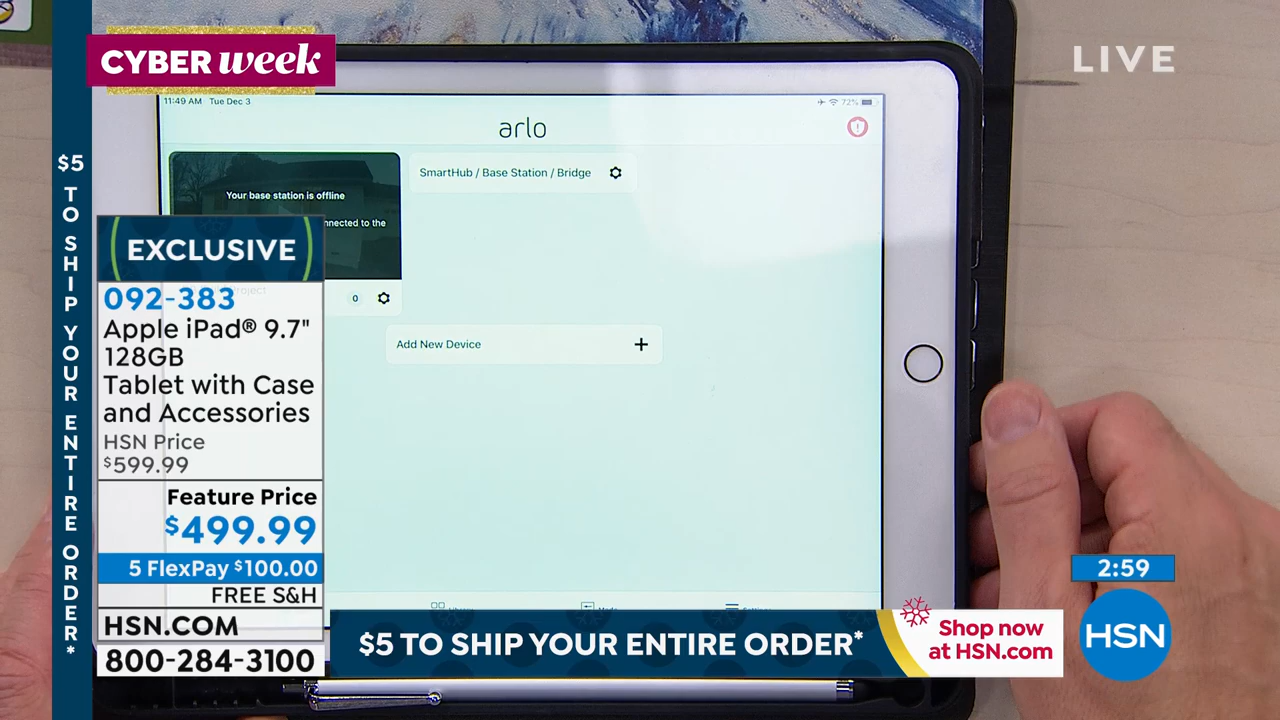 CYBER week
LIVE
$5 TO SHIP YOUR ENTIRE ORDER*
11:49 AM Tue Dec 3
72%
arlo
Your base station is offline
SmartHub / Base Station / Bridge
nnected to the
0
Add New Device
EXCLUSIVE
092-383
Apple iPad® 9.7"
128GB
Tablet with Case
and Accessories
HSN Price
$599.99
Feature Price
$499.99
5 FlexPay $100.00
FREE S&H
HSN.COM
800-284-3100
2:59
$5 TO SHIP YOUR ENTIRE ORDER*
Shop now
at HSN.com
HSN